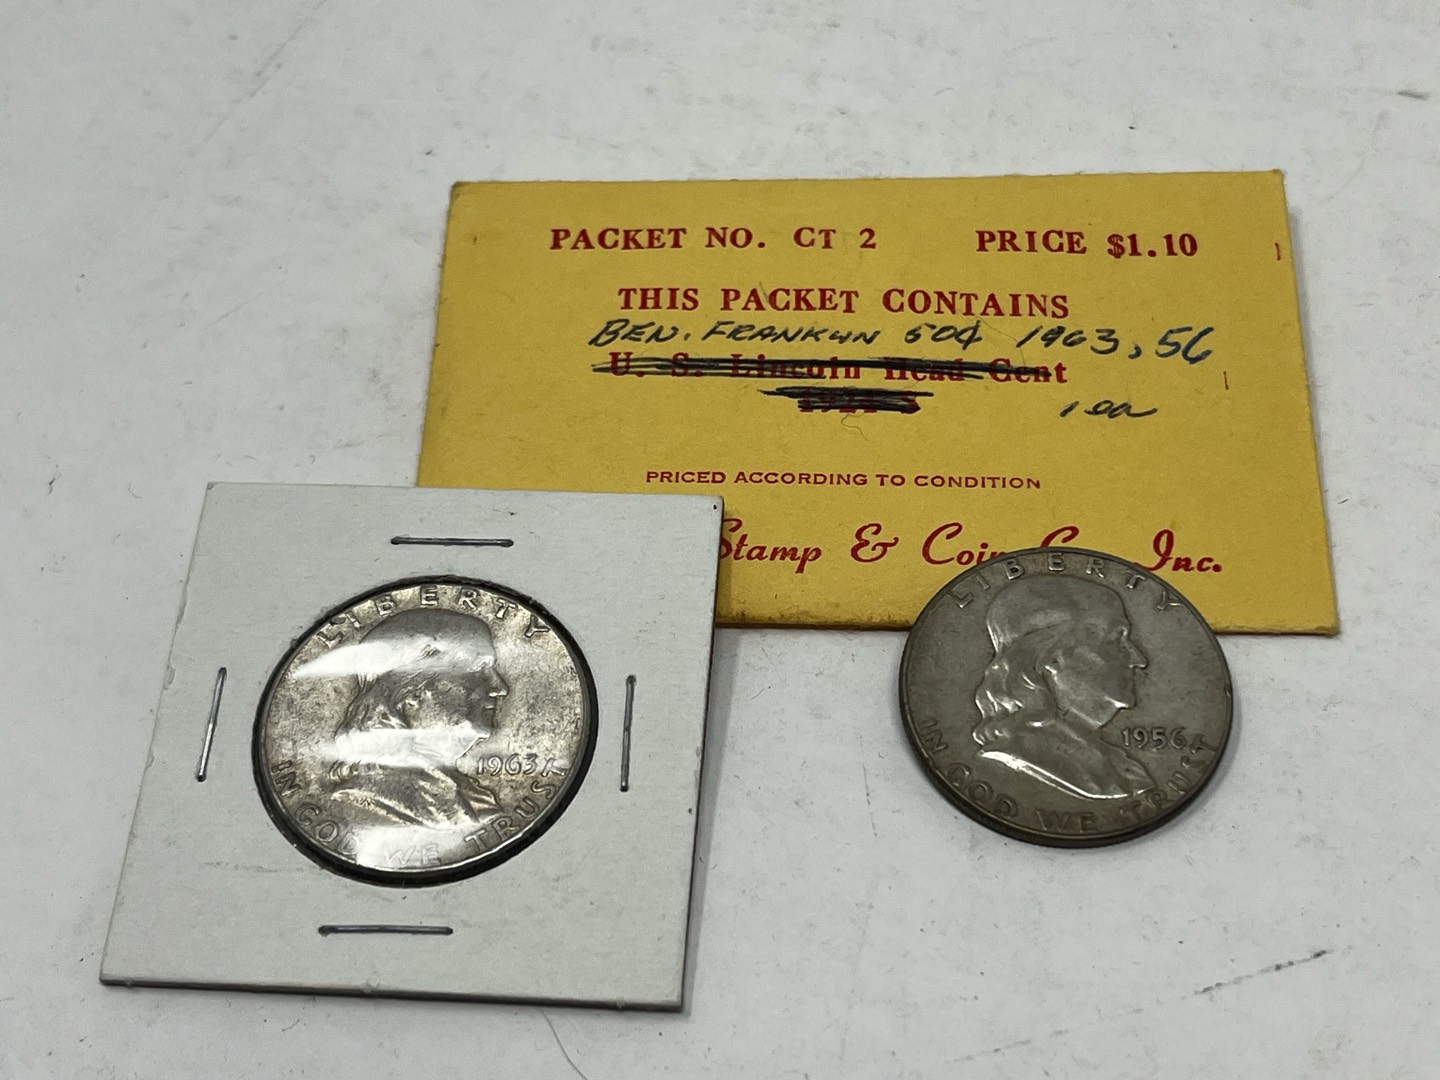 PACKET NO. CT 2 PRICE $1.10
THIS PACKET CONTAINS
BEN. FRANKLIN 50¢ 1963, 56
U. S. Lincoln Head Cent
1 ea
PRICED ACCORDING TO CONDITION
Stamp & Coin Inc.
LIBERTY
1963
IN GOD WE TRUST
LIBERTY
1956
IN GOD WE TRUST